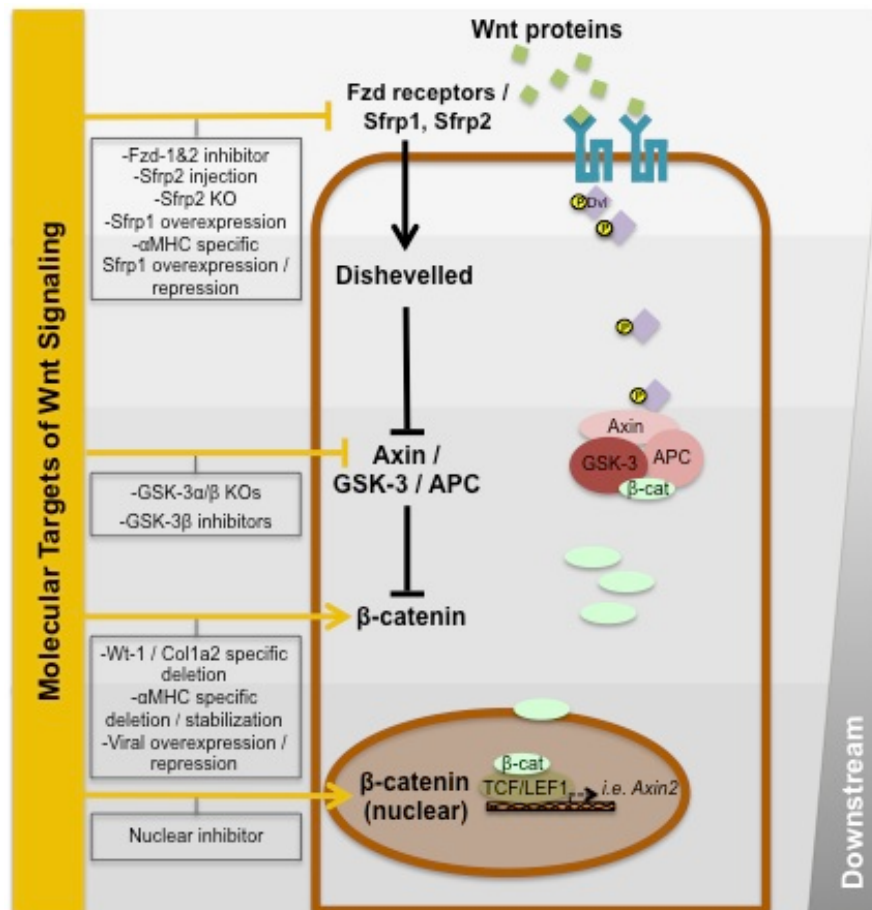 Molecular Targets of Wnt Signaling
Wnt proteins
Fzd receptors /
Sfrp1, Sfrp2
-Fzd-1&2 inhibitor
-Sfrp2 injection
-Sfrp2 KO
-Sfrp1 overexpression
-αMHC specific
Sfrp1 overexpression /
repression
P
Dvl
P
Dishevelled
P
P
Axin /
GSK-3 / APC
Axin
GSK-3
APC
β-cat
-GSK-3α/β KOs
-GSK-3β inhibitors
β-catenin
-Wt-1 / Col1a2 specific
deletion
-αMHC specific
deletion / stabilization
-Viral overexpression /
repression
β-catenin
(nuclear)
β-cat
TCF/LEF1
i.e. Axin2
Nuclear inhibitor
Downstream